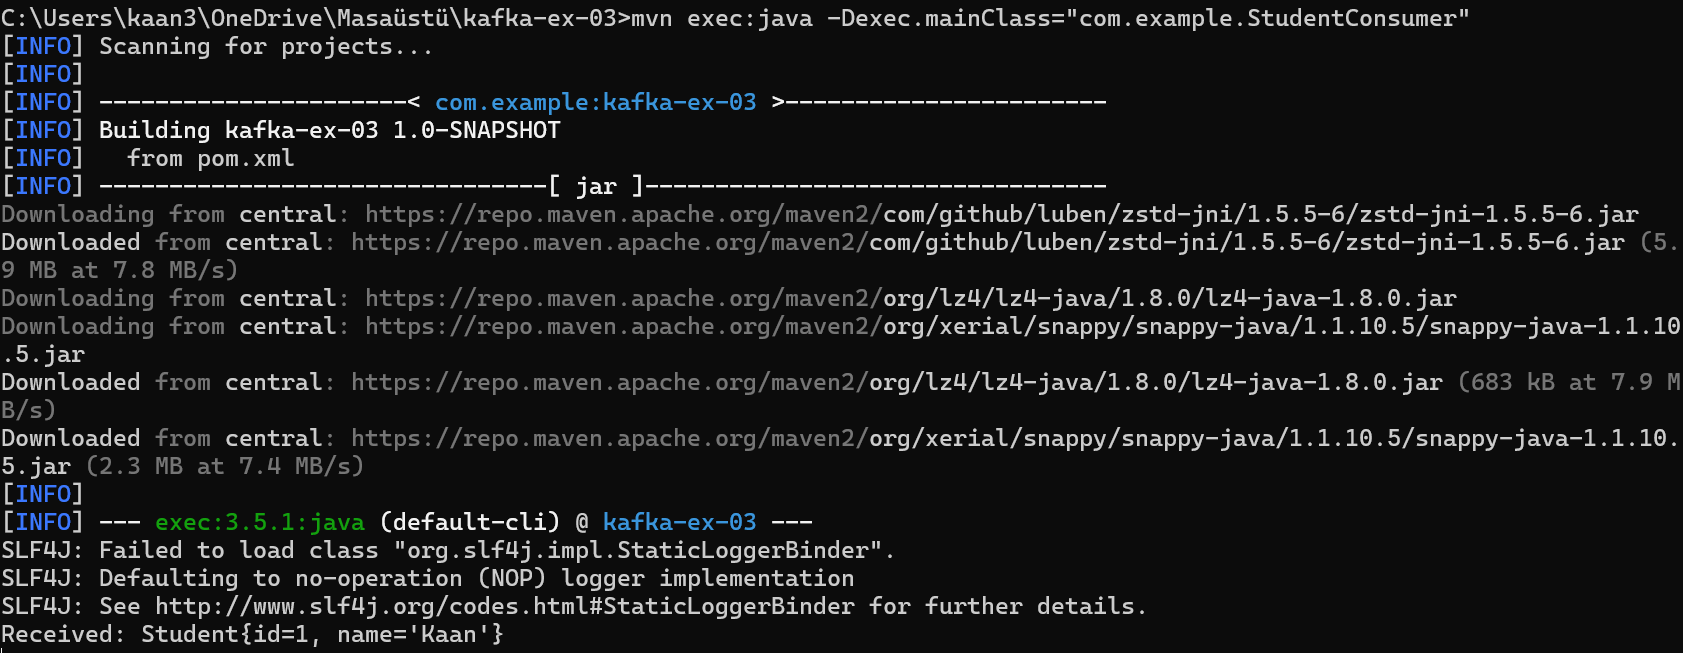 C:\Users\kaan3\OneDrive\Masaüstü\kafka-ex-03>mvn exec:java -Dexec.mainClass="com.example.StudentConsumer"
[INFO] Scanning for projects...
[INFO]
[INFO] ----------------------< com.example:kafka-ex-03 >-----------------------
[INFO] Building kafka-ex-03 1.0-SNAPSHOT
[INFO]   from pom.xml
[INFO] --------------------------------[ jar ]---------------------------------
Downloading from central: https://repo.maven.apache.org/maven2/com/github/luben/zstd-jni/1.5.5-6/zstd-jni-1.5.5-6.jar
Downloaded from central: https://repo.maven.apache.org/maven2/com/github/luben/zstd-jni/1.5.5-6/zstd-jni-1.5.5-6.jar (5.
9 MB at 7.8 MB/s)
Downloading from central: https://repo.maven.apache.org/maven2/org/lz4/lz4-java/1.8.0/lz4-java-1.8.0.jar
Downloading from central: https://repo.maven.apache.org/maven2/org/xerial/snappy/snappy-java/1.1.10.5/snappy-java-1.1.10
.5.jar
Downloaded from central: https://repo.maven.apache.org/maven2/org/lz4/lz4-java/1.8.0/lz4-java-1.8.0.jar (683 kB at 7.9 M
B/s)
Downloaded from central: https://repo.maven.apache.org/maven2/org/xerial/snappy/snappy-java/1.1.10.5/snappy-java-1.1.10.
5.jar (2.3 MB at 7.4 MB/s)
[INFO]
[INFO] --- exec:3.5.1:java (default-cli) @ kafka-ex-03 ---
SLF4J: Failed to load class "org.slf4j.impl.StaticLoggerBinder".
SLF4J: Defaulting to no-operation (NOP) logger implementation
SLF4J: See http://www.slf4j.org/codes.html#StaticLoggerBinder for further details.
Received: Student{id=1, name='Kaan'}